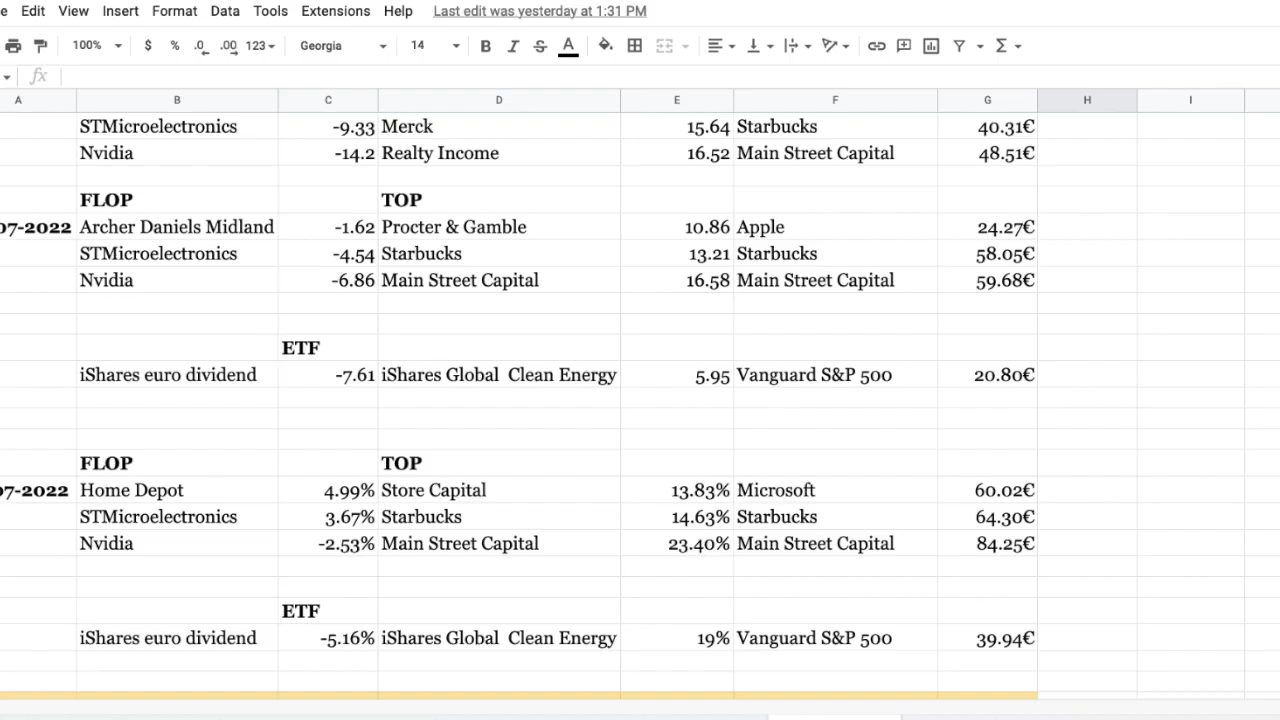 e Edit View Insert Format Data Tools Extensions Help Last edit was yesterday at 1:31 PM
100% $ % .0 .00 123 Georgia 14 B I S A Σ
fx
A B C D E F G H I
STMicroelectronics -9.33 Merck 15.64 Starbucks 40.31€
Nvidia -14.2 Realty Income 16.52 Main Street Capital 48.51€
FLOP TOP
07-2022 Archer Daniels Midland -1.62 Procter & Gamble 10.86 Apple 24.27€
STMicroelectronics -4.54 Starbucks 13.21 Starbucks 58.05€
Nvidia -6.86 Main Street Capital 16.58 Main Street Capital 59.68€
ETF
iShares euro dividend -7.61 iShares Global Clean Energy 5.95 Vanguard S&P 500 20.80€
FLOP TOP
07-2022 Home Depot 4.99% Store Capital 13.83% Microsoft 60.02€
STMicroelectronics 3.67% Starbucks 14.63% Starbucks 64.30€
Nvidia -2.53% Main Street Capital 23.40% Main Street Capital 84.25€
ETF
iShares euro dividend -5.16% iShares Global Clean Energy 19% Vanguard S&P 500 39.94€